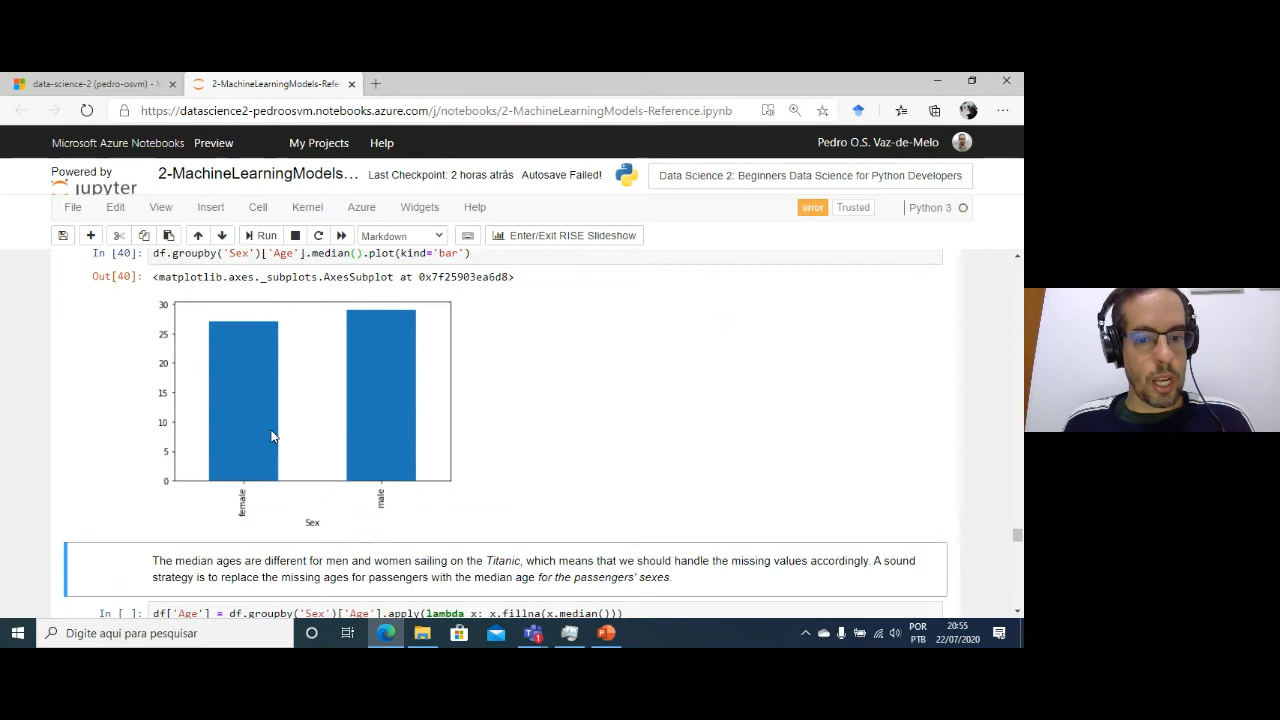 data-science-2 (pedro-osvm) - M
2-MachineLearningModels-Refe
https://datascience2-pedroosvm.notebooks.azure.com/j/notebooks/2-MachineLearningModels-Reference.ipynb
Microsoft Azure Notebooks Preview My Projects Help Pedro O.S. Vaz-de-Melo
Powered by
jupyter 2-MachineLearningModels... Last Checkpoint: 2 horas atrás Autosave Failed! Data Science 2: Beginners Data Science for Python Developers
File Edit View Insert Cell Kernel Azure Widgets Help error Trusted Python 3
Run Markdown Enter/Exit RISE Slideshow
In [40]: df.groupby('Sex')['Age'].median().plot(kind='bar')
Out[40]: <matplotlib.axes._subplots.AxesSubplot at 0x7f25903ea6d8>
30
25
20
15
10
5
0
female male
Sex
The median ages are different for men and women sailing on the Titanic, which means that we should handle the missing values accordingly. A sound
strategy is to replace the missing ages for passengers with the median age for the passengers' sexes.
In [ ]: df['Age'] = df.groupby('Sex')['Age'].apply(lambda x: x.fillna(x.median()))
Digite aqui para pesquisar
1
POR
PTB
20:55
22/07/2020